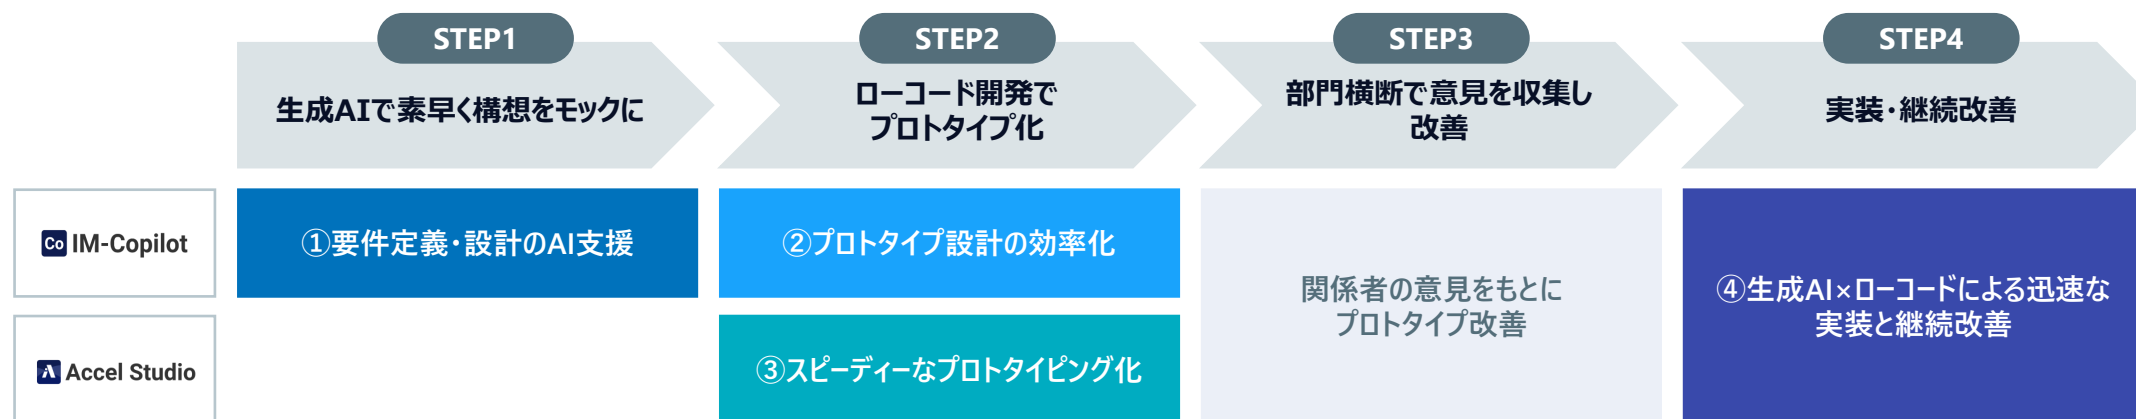 STEP1
STEP2
STEP3
STEP4
生成AIで素早く構想をモックに
ローコード開発で
プロトタイプ化
部門横断で意見を収集し
改善
実装・継続改善
Co IM-Copilot
①要件定義・設計のAI支援
②プロトタイプ設計の効率化
関係者の意見をもとに
プロトタイプ改善
④生成AI×ローコードによる迅速な
実装と継続改善
Accel Studio
③スピーディーなプロトタイピング化